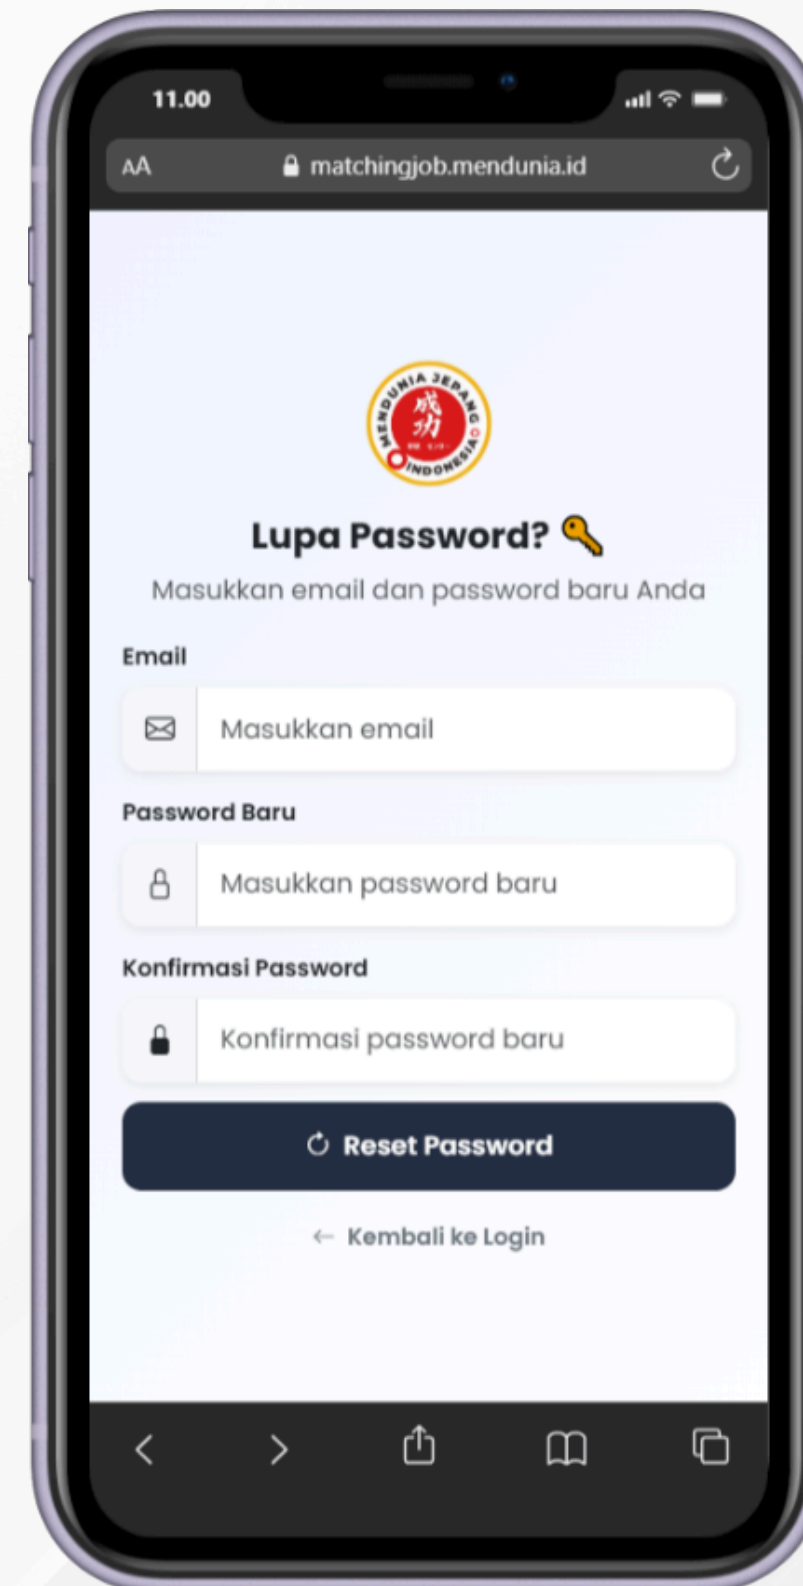 11.00
AA matchingjob.mendunia.id
MENDUNIA JEPANG
成功
INDONESIA
Lupa Password?
Masukkan email dan password baru Anda
Email
Masukkan email
Password Baru
Masukkan password baru
Konfirmasi Password
Konfirmasi password baru
Reset Password
← Kembali ke Login